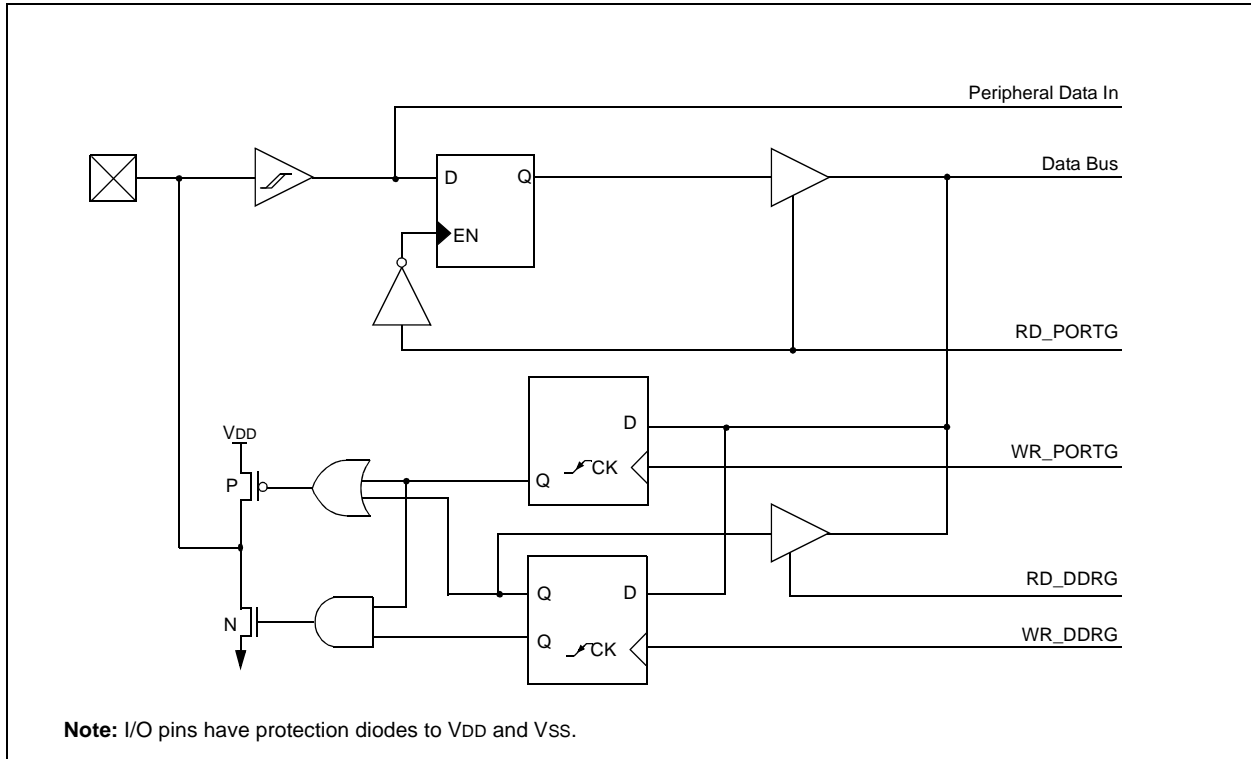 Peripheral Data In
Data Bus
D
Q
EN
RD_PORTG
D
VDD
WR_PORTG
CK
Q
P
RD_DDRG
Q
D
N
Q
CK
WR_DDRG
Note: I/O pins have protection diodes to VDD and VSS.